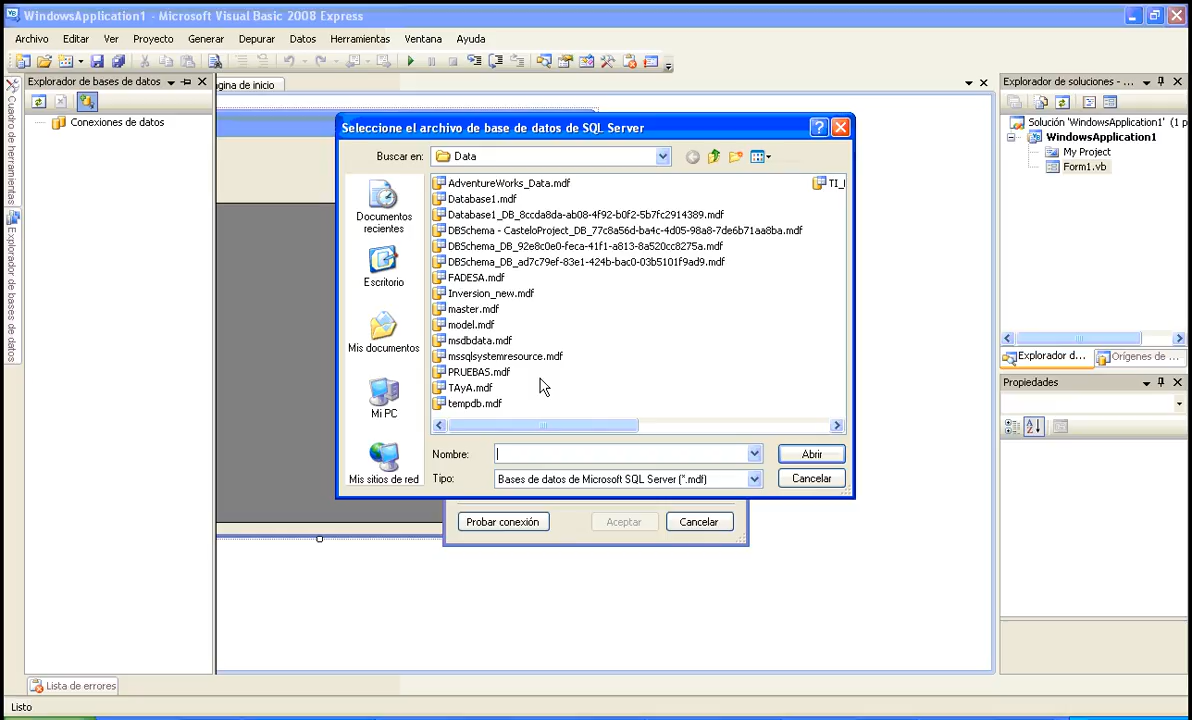 WindowsApplication1 - Microsoft Visual Basic 2008 Express
Archivo Editar Ver Proyecto Generar Depurar Datos Herramientas Ventana Ayuda
Explorador de bases de datos
Conexiones de datos
Cuadro de herramientas
Explorador de bases de datos
ágina de inicio
Seleccione el archivo de base de datos de SQL Server
Buscar en: Data
Documentos recientes
Escritorio
Mis documentos
Mi PC
Mis sitios de red
AdventureWorks_Data.mdf
Database1.mdf
Database1_DB_8ccda8da-ab08-4f92-b0f2-5b7fc2914389.mdf
DBSchema - CasteloProject_DB_77c8a56d-ba4c-4d05-98a8-7de6b71aa8ba.mdf
DBSchema_DB_92e8c0e0-feca-41f1-a813-8a520cc8275a.mdf
DBSchema_DB_ad7c79ef-83e1-424b-bac0-03b5101f9ad9.mdf
FADESA.mdf
Inversion_new.mdf
master.mdf
model.mdf
msdbdata.mdf
mssqlsystemresource.mdf
PRUEBAS.mdf
TAyA.mdf
tempdb.mdf
TI_
Nombre:
Abrir
Tipo: Bases de datos de Microsoft SQL Server (*.mdf)
Cancelar
Probar conexión Aceptar Cancelar
Explorador de soluciones - ...
Solución 'WindowsApplication1' (1 p
WindowsApplication1
My Project
Form1.vb
Explorador d... Orígenes de ...
Propiedades
Lista de errores
Listo